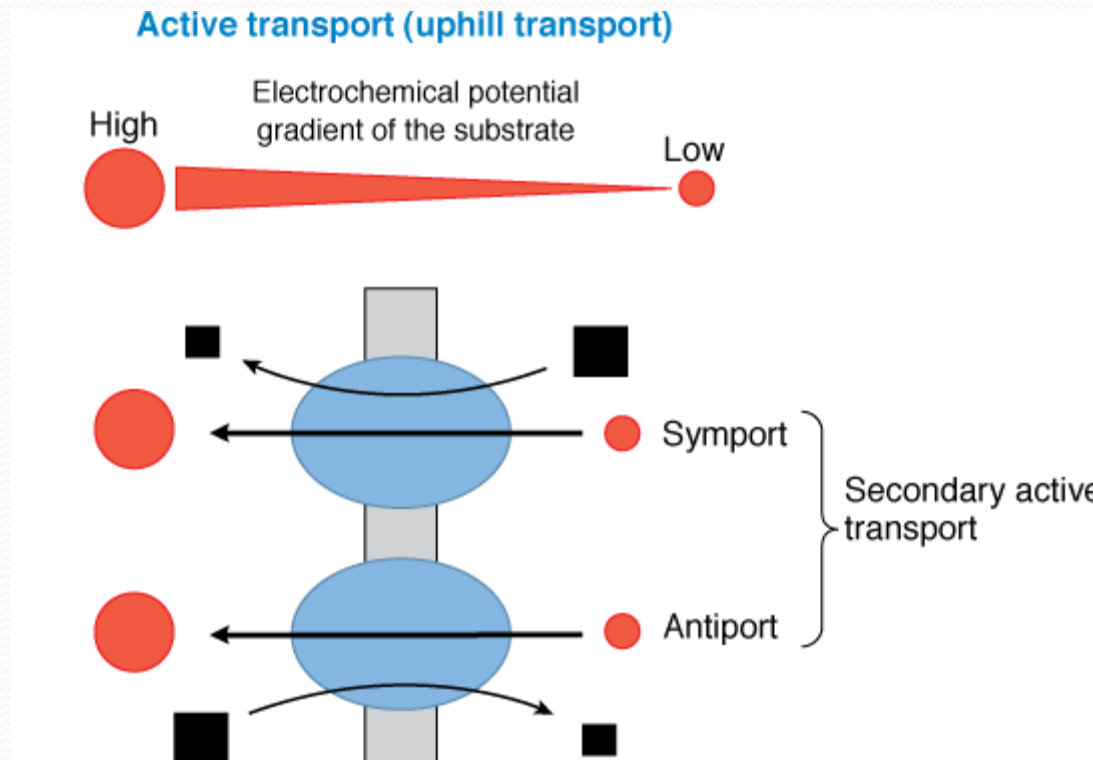 Active transport (uphill transport)
Electrochemical potential
gradient of the substrate
High
Low
Symport
Secondary active
transport
Antiport